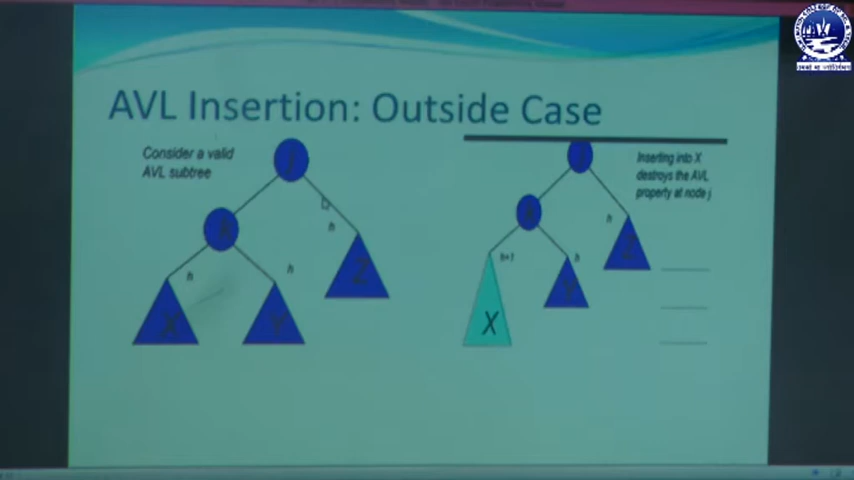 AVL Insertion: Outside Case
Consider a valid
AVL subtree
h
h
h
X
Y
Z
Inserting into X
destroys the AVL
property at node j
h
h+1
h
X
Y
Z